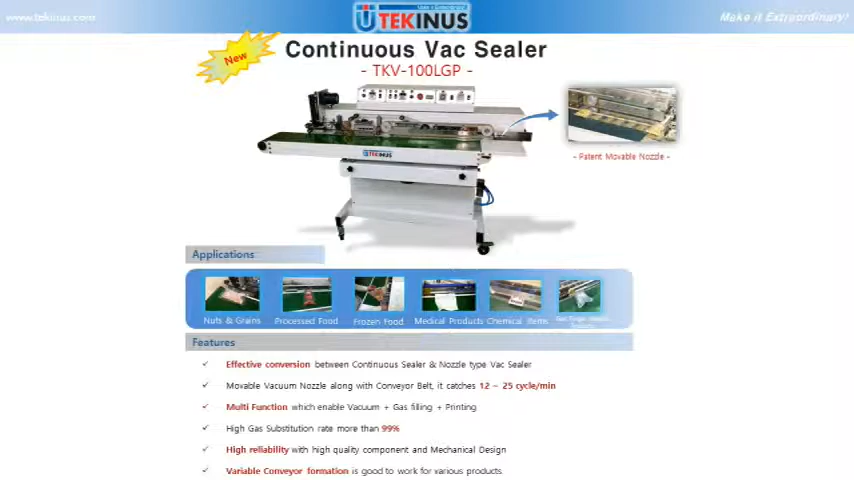 www.tekinus.com
Make it Extraordinary!
TEKINUS
Make it Extraordinary!
New
Continuous Vac Sealer
- TKV-100LGP -
TEKINUS
- Patent Movable Nozzle -
Applications
Nuts & Grains
Processed Food
Frozen Food
Medical Products
Chemical Items
Features
✓ Effective conversion between Continuous Sealer & Nozzle type Vac Sealer
✓ Movable Vacuum Nozzle along with Conveyor Belt, it catches 12 – 25 cycle/min
✓ Multi Function which enable Vacuum + Gas filling + Printing
✓ High Gas Substitution rate more than 99%
✓ High reliability with high quality component and Mechanical Design
✓ Variable Conveyor formation is good to work for various products